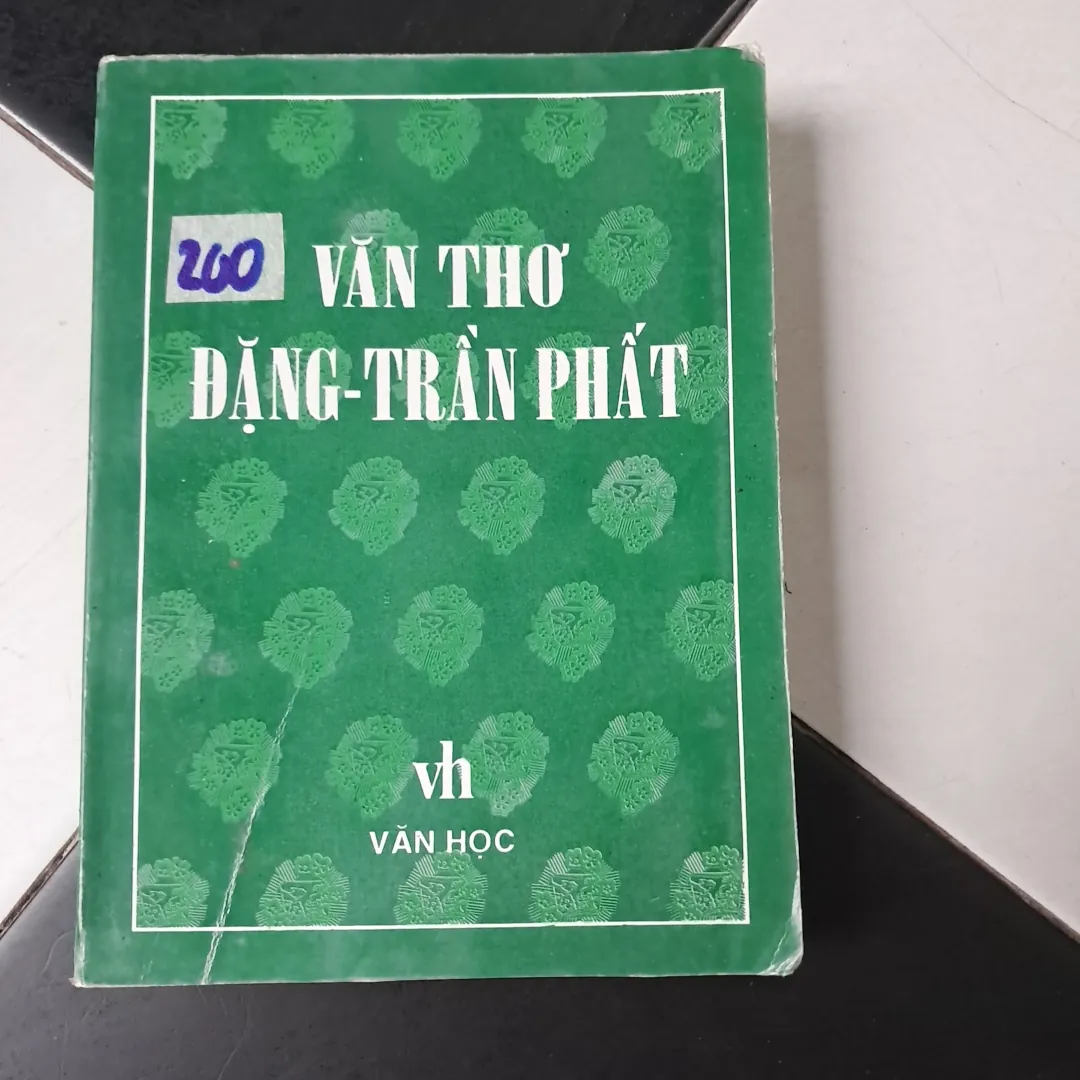 260
VĂN THƠ
ĐẶNG-TRẦN PHẤT
vh
VĂN HỌC